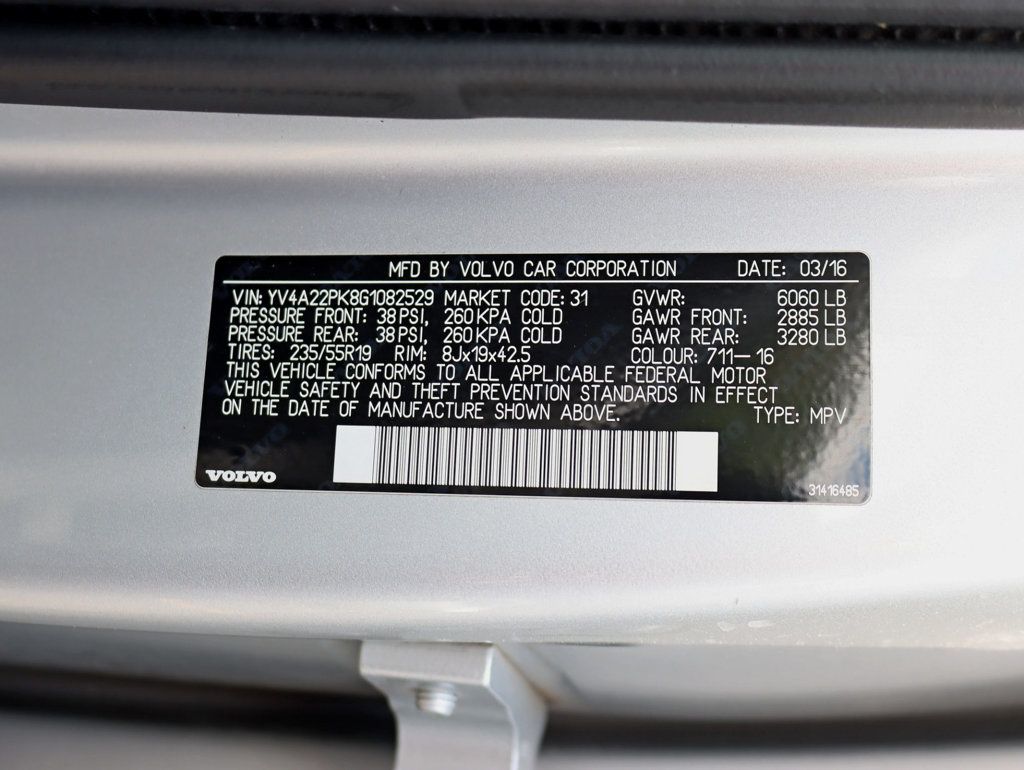 MFD BY VOLVO CAR CORPORATION DATE: 03/16
VIN: YV4A22PK8G1082529 MARKET CODE: 31 GVWR: 6060 LB
PRESSURE FRONT: 38 PSI, 260 KPA COLD GAWR FRONT: 2885 LB
PRESSURE REAR: 38 PSI, 260 KPA COLD GAWR REAR: 3280 LB
TIRES: 235/55R19 RIM: 8Jx19x42.5 COLOUR: 711-16
THIS VEHICLE CONFORMS TO ALL APPLICABLE FEDERAL MOTOR
VEHICLE SAFETY AND THEFT PREVENTION STANDARDS IN EFFECT
ON THE DATE OF MANUFACTURE SHOWN ABOVE. TYPE: MPV
VOLVO 31416485